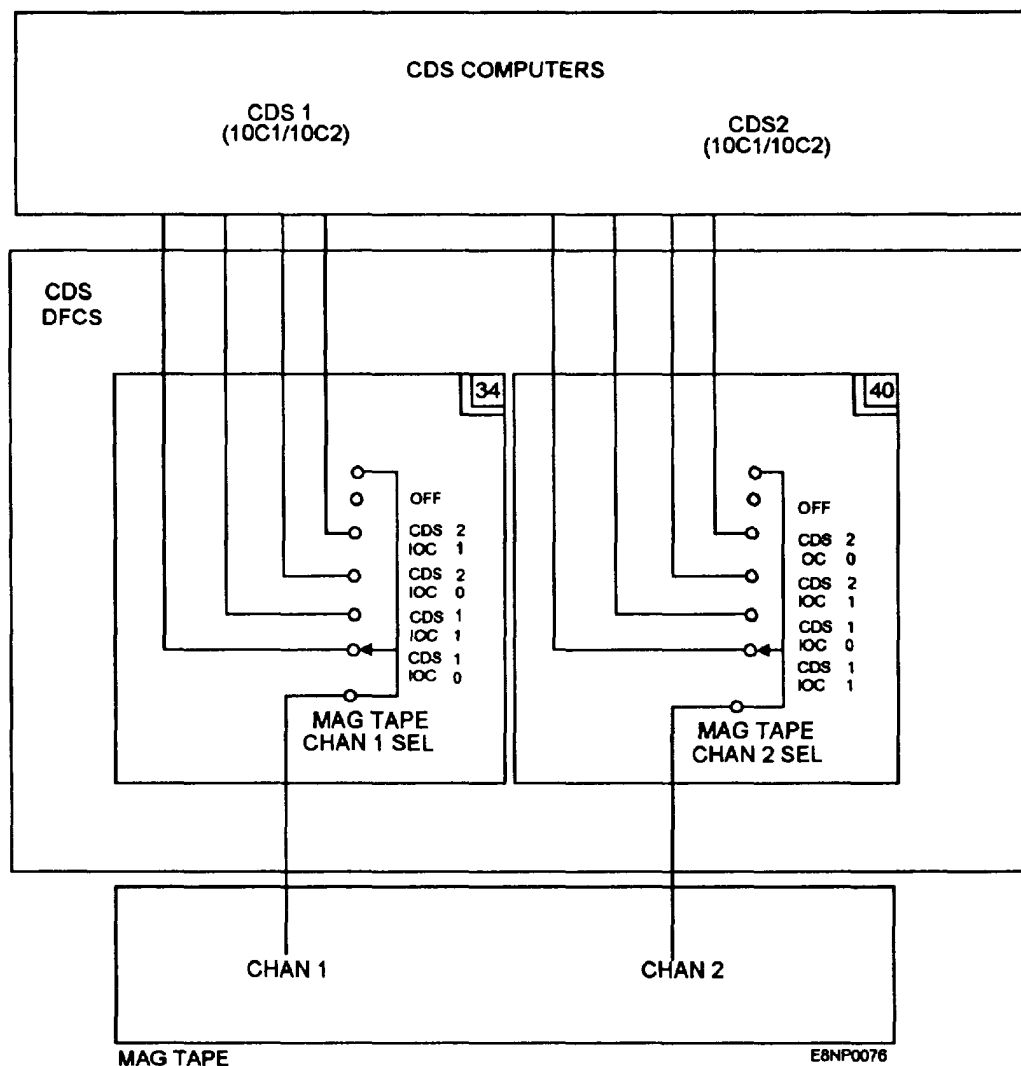 CDS COMPUTERS
CDS 1
(10C1/10C2)
CDS2
(10C1/10C2)
CDS
DFCS
34
OFF
CDS 2
IOC 1
CDS 2
IOC 0
CDS 1
IOC 1
CDS 1
IOC 0
MAG TAPE
CHAN 1 SEL
40
OFF
CDS 2
OC 0
CDS 2
IOC 1
CDS 1
IOC 0
CDS 1
IOC 1
MAG TAPE
CHAN 2 SEL
CHAN 1
CHAN 2
MAG TAPE
E8NP0076